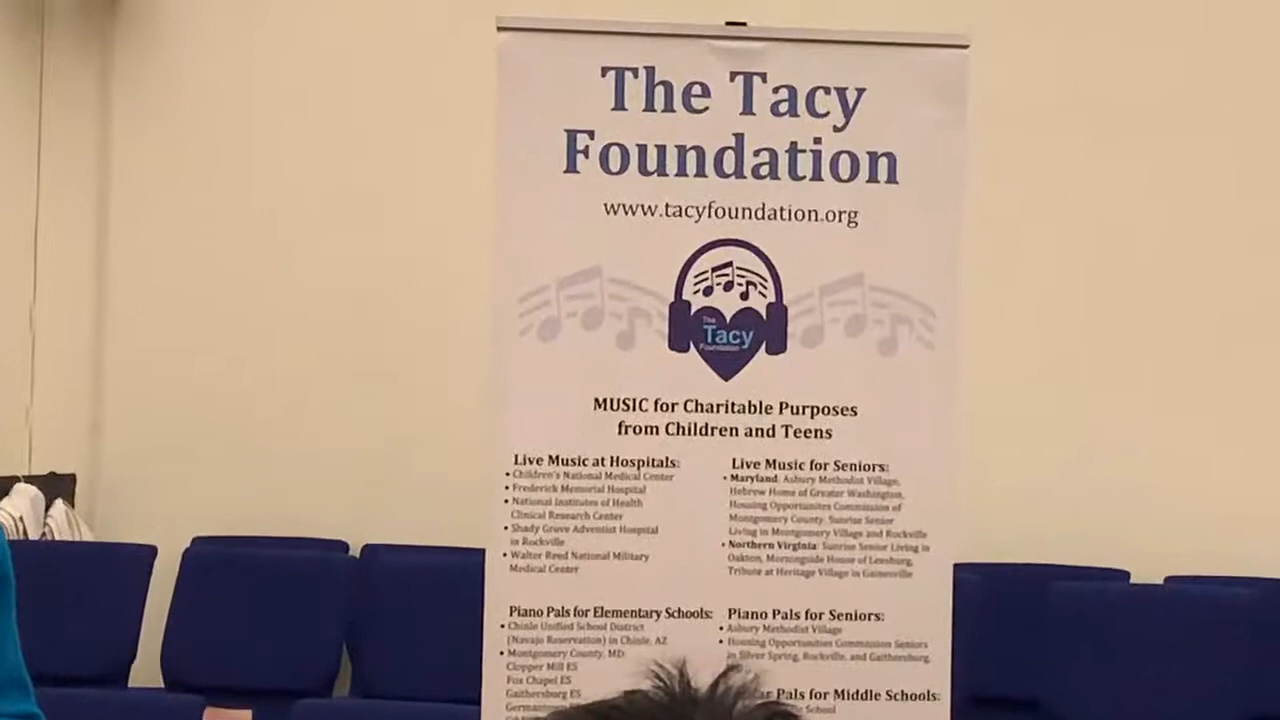 The Tacy
Foundation
www.tacyfoundation.org
The
Tacy
Foundation
MUSIC for Charitable Purposes
from Children and Teens
Live Music at Hospitals:
• Children's National Medical Center
• Frederick Memorial Hospital
• National Institutes of Health
Clinical Research Center
• Shady Grove Adventist Hospital
in Rockville
• Walter Reed National Military
Medical Center
Live Music for Seniors:
• Maryland: Asbury Methodist Village,
Hebrew Home of Greater Washington,
Housing Opportunites Commission of
Montgomery County, Sunrise Senior
Living in Montgomery Village and Rockville
• Northern Virginia: Sunrise Senior Living in
Oakton, Morningside House of Leesburg,
Tribute at Heritage Village in Gainesville
Piano Pals for Elementary Schools:
• Chinle Unified School District
(Navajo Reservation) in Chinle, AZ
• Montgomery County, MD:
Clopper Mill ES
Fox Chapel ES
Gaithersburg ES
Germantown
Piano Pals for Seniors:
• Asbury Methodist Village
• Housing Opportunities Commission Seniors
in Silver Spring, Rockville, and Gaithersburg
Pals for Middle Schools:
School